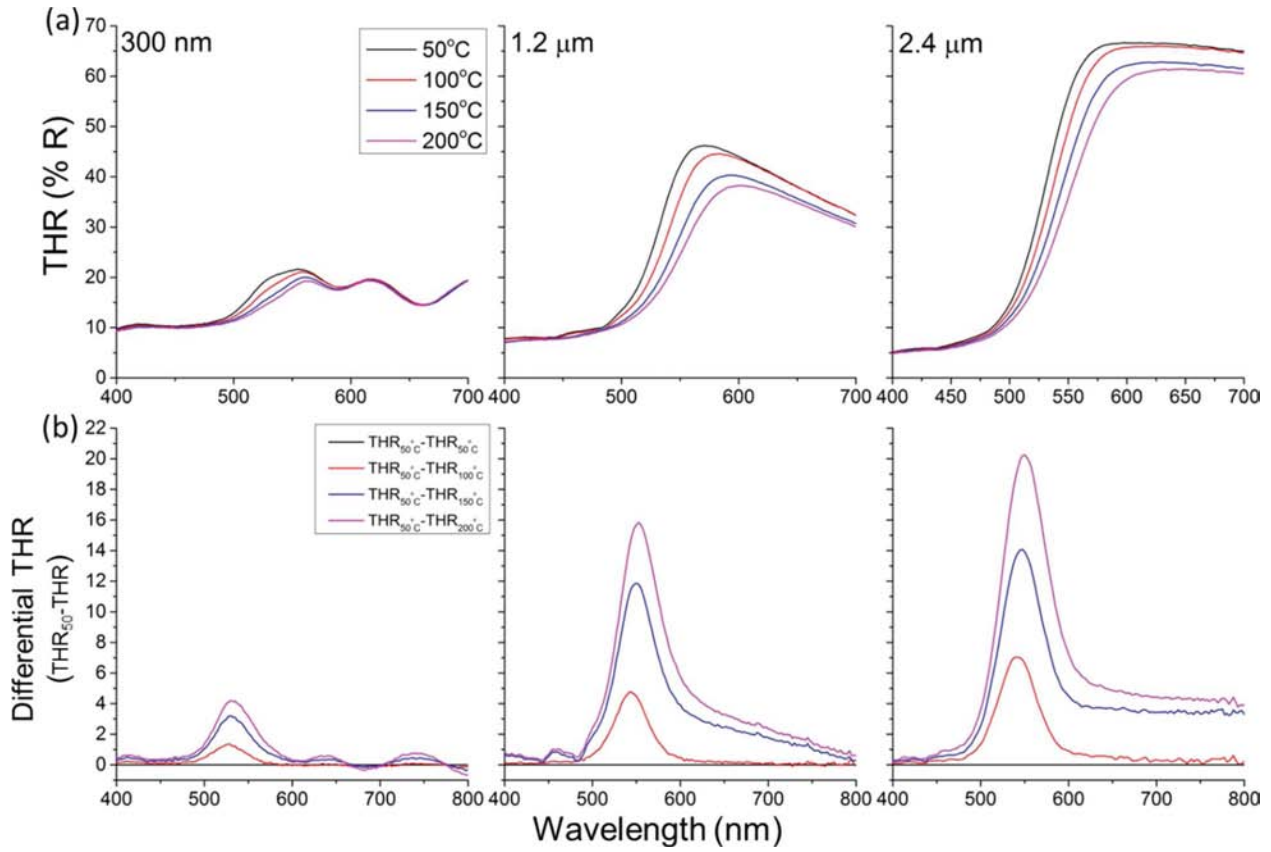 (a)
300 nm
50°C
100°C
150°C
200°C
1.2 μm
2.4 μm
THR (% R)
70
60
50
40
30
20
10
0
400 500 600 700
400 500 600 700
400 450 500 550 600 650 700
(b)
THR50°C-THR50°C
THR50°C-THR100°C
THR50°C-THR150°C
THR50°C-THR200°C
Differential THR
(THR50-THR)
22
20
18
16
14
12
10
8
6
4
2
0
400 500 600 700 800
400 500 600 700 800
400 500 600 700 800
Wavelength (nm)